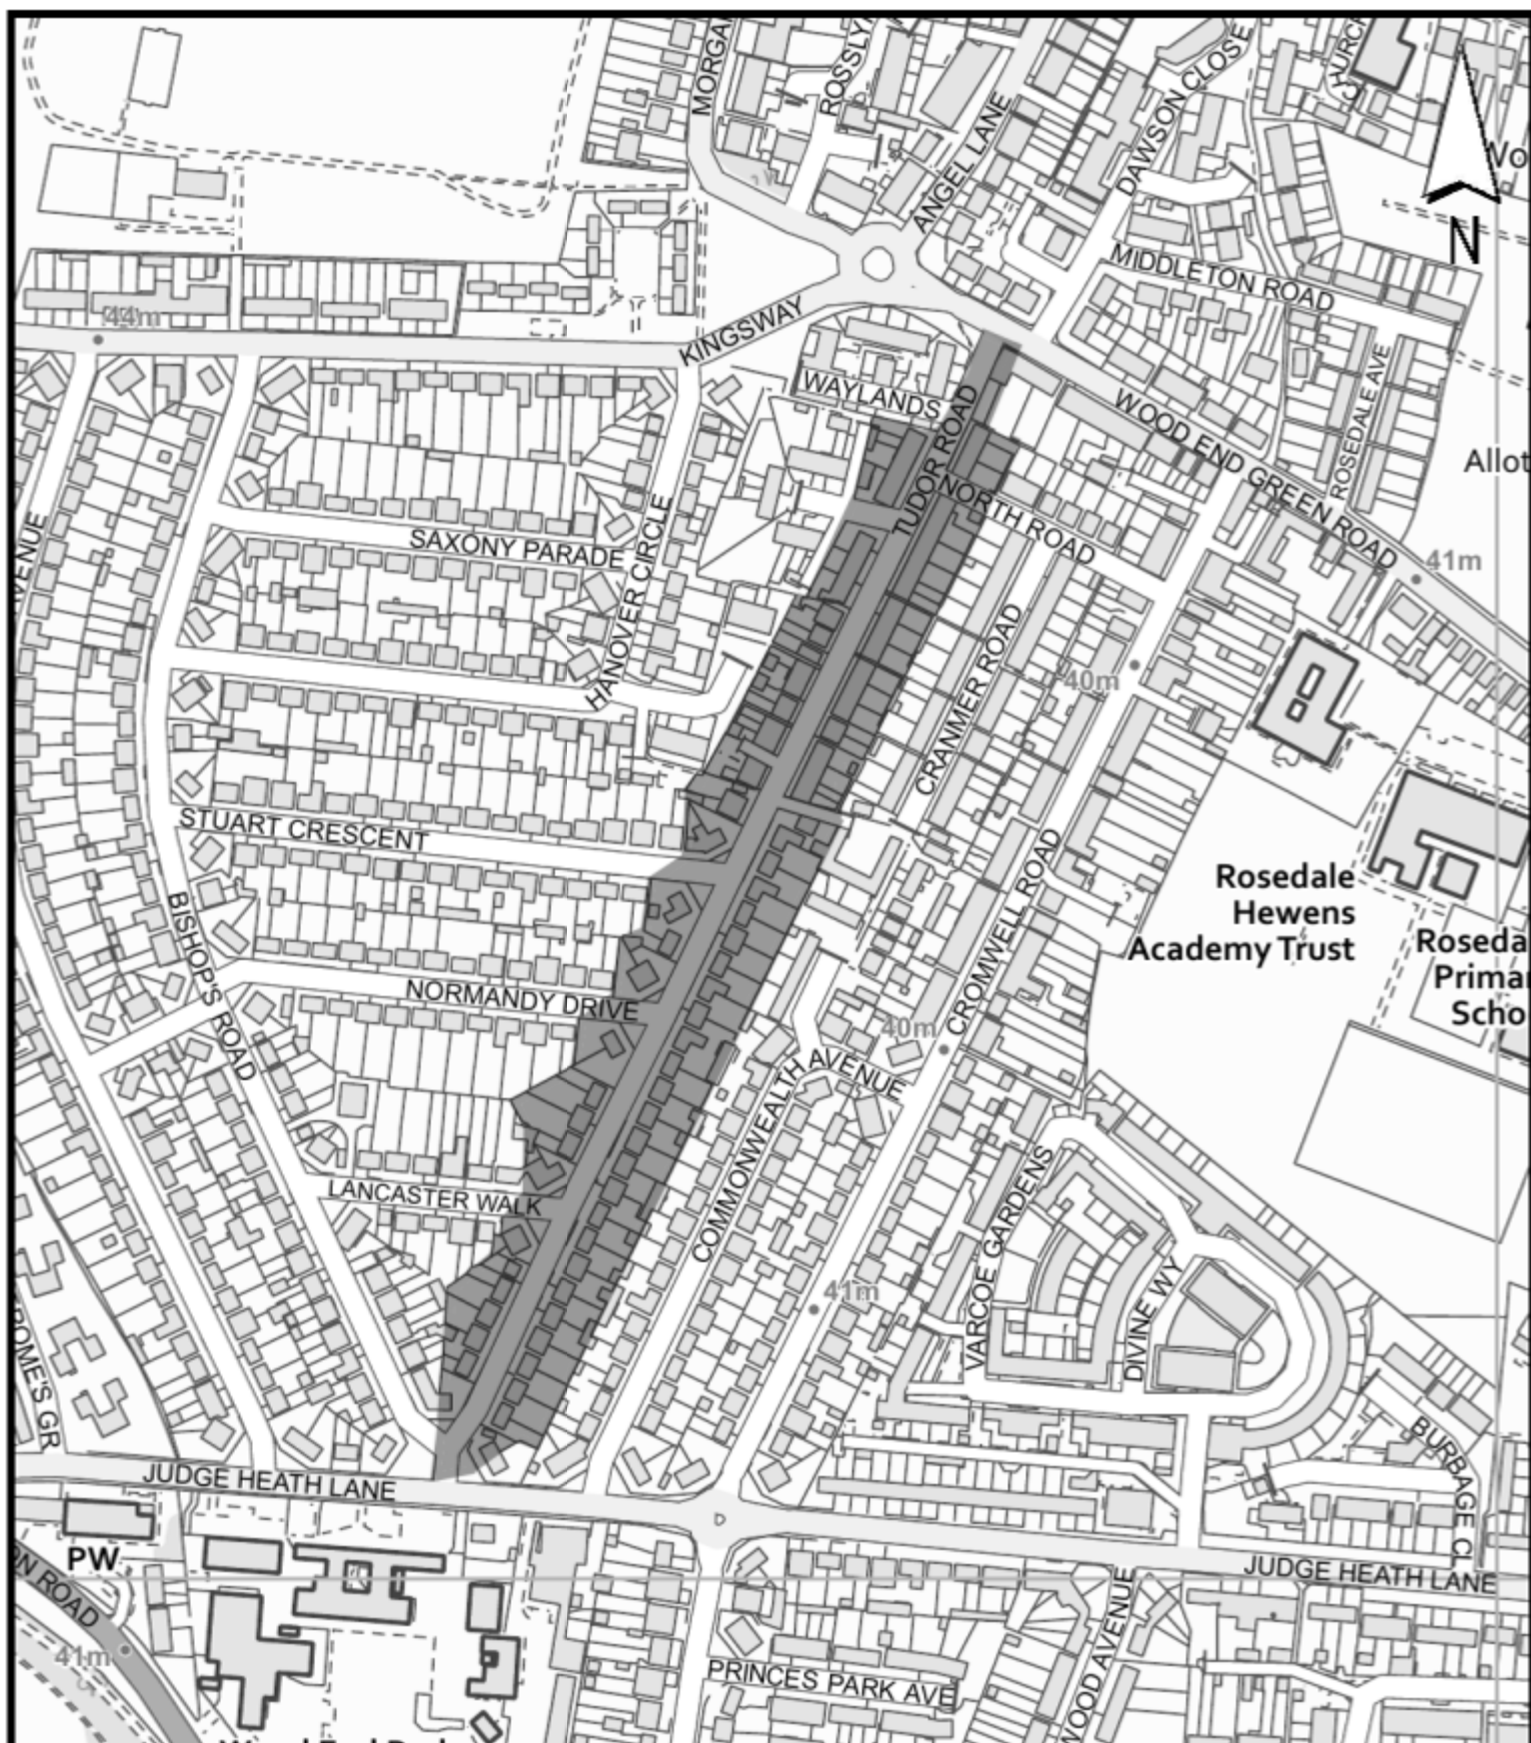 ANGEL LANE
DAWSON CLOSE
N
MIDDLETON ROAD
44m
KINGSWAY
WAYLANDS
TUDOR ROAD
WOOD END GREEN ROAD
ROSEDALE AVE
NORTH ROAD
SAXONY PARADE
HANOVER CIRCLE
41m
CRANMER ROAD
40m
STUART CRESCENT
BISHOP'S ROAD
CROMWELL ROAD
Rosedale
Hewens
Academy Trust
NORMANDY DRIVE
40m
COMMONWEALTH AVENUE
LANCASTER WALK
VARCOE GARDENS
DIVINE WY
41m
BURBAGE CL
JUDGE HEATH LANE
PW
JUDGE HEATH LANE
41m
PRINCES PARK AVE